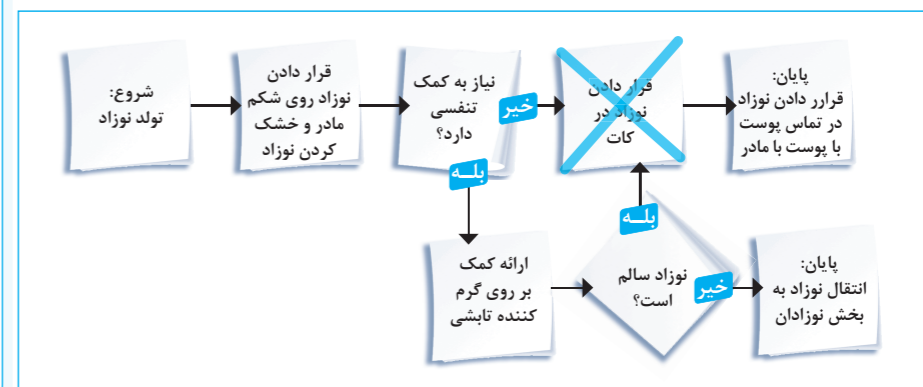 شروع:
تولد نوزاد
قرار دادن
نوزاد روی شکم
مادر و خشک
کردن نوزاد
نیاز به کمک
تنفسی
دارد؟
خیر
قرار دادن
نوزاد در
کات
پایان:
قرارر دادن نوزاد
در تماس پوست
با پوست با مادر
بلــه
ارائه کمک
بر روی گرم
کننده تابشی
نوزاد سالم
است؟
بلــه
خیر
پایان:
انتقال نوزاد به
بخش نوزادان